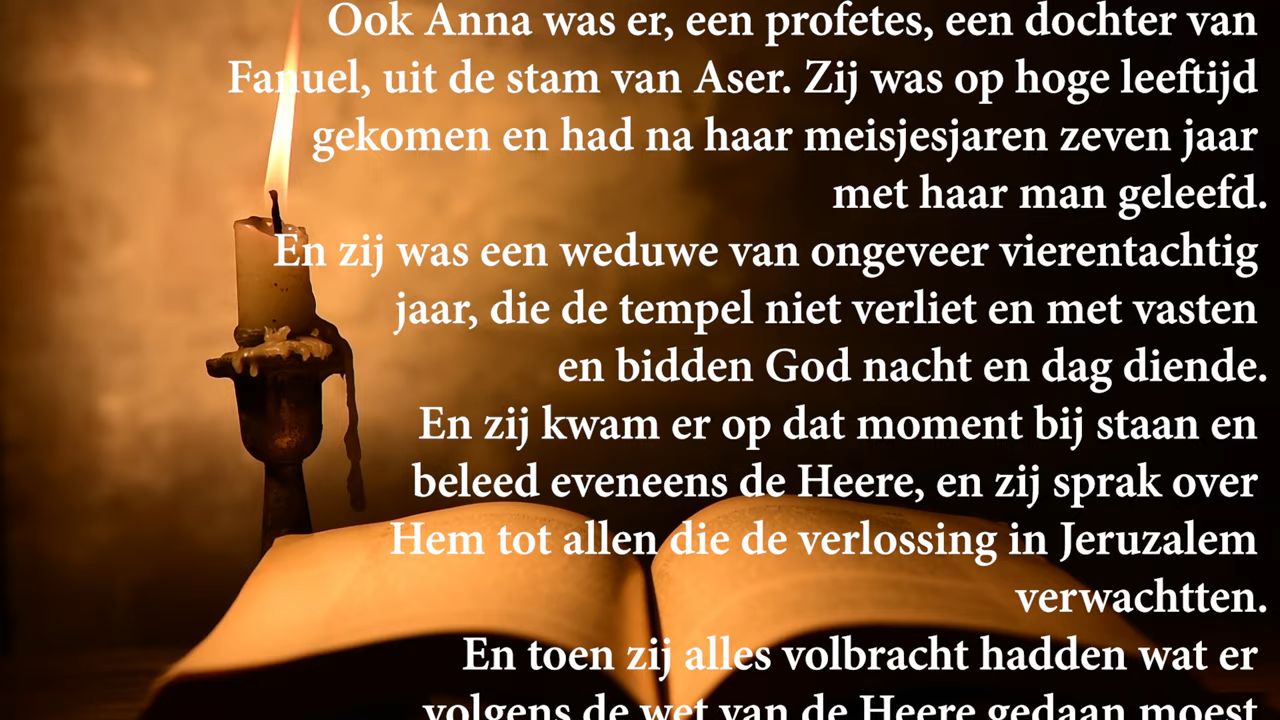 Ook Anna was er, een profetes, een dochter van
Fanuel, uit de stam van Aser. Zij was op hoge leeftijd
gekomen en had na haar meisjesjaren zeven jaar
met haar man geleefd.
En zij was een weduwe van ongeveer vierentachtig
jaar, die de tempel niet verliet en met vasten
en bidden God nacht en dag diende.
En zij kwam er op dat moment bij staan en
beleed eveneens de Heere, en zij sprak over
Hem tot allen die de verlossing in Jeruzalem
verwachtten.
En toen zij alles volbracht hadden wat er
volgens de wet van de Heere gedaan moest